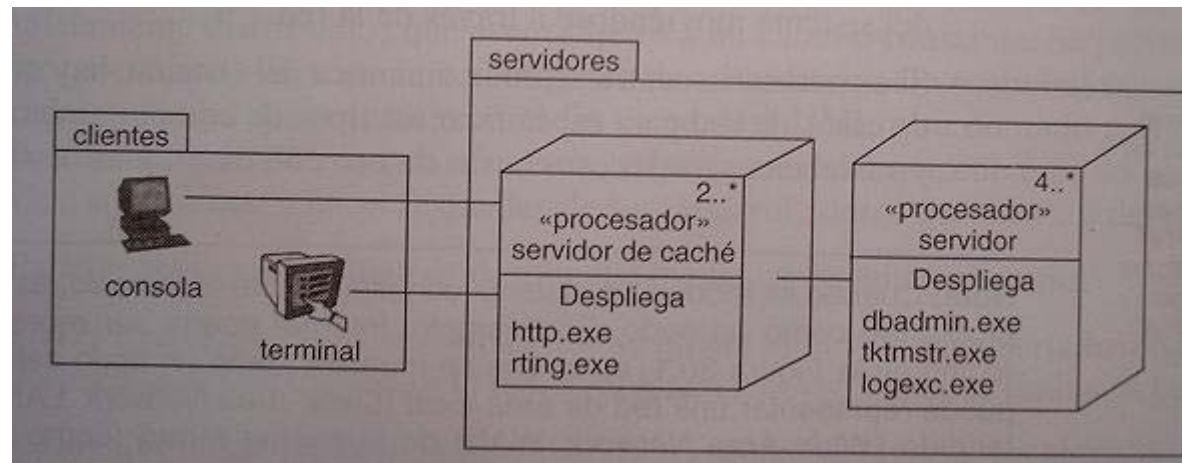 servidores
clientes
consola
terminal
2..*
«procesador»
servidor de caché
Despliega
http.exe
rting.exe
4..*
«procesador»
servidor
Despliega
dbadmin.exe
tktmstr.exe
logexc.exe